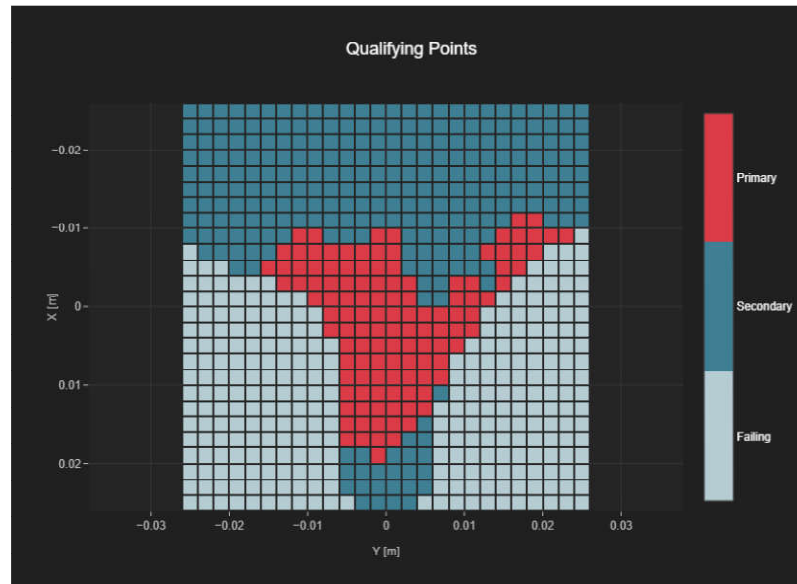 Qualifying Points
−0.02
−0.01
0
0.01
0.02
X [m]
−0.03
−0.02
−0.01
0
0.01
0.02
0.03
Y [m]
Primary
Secondary
Failing